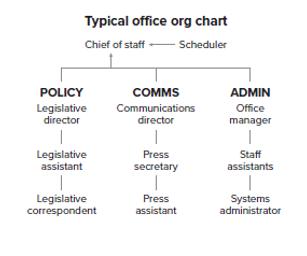 Typical office org chart
Chief of staff Scheduler
POLICY COMMS ADMIN
Legislative Communications Office
director director manager
Legislative Press Staff
assistant secretary assistants
Legislative Press Systems
correspondent assistant administrator